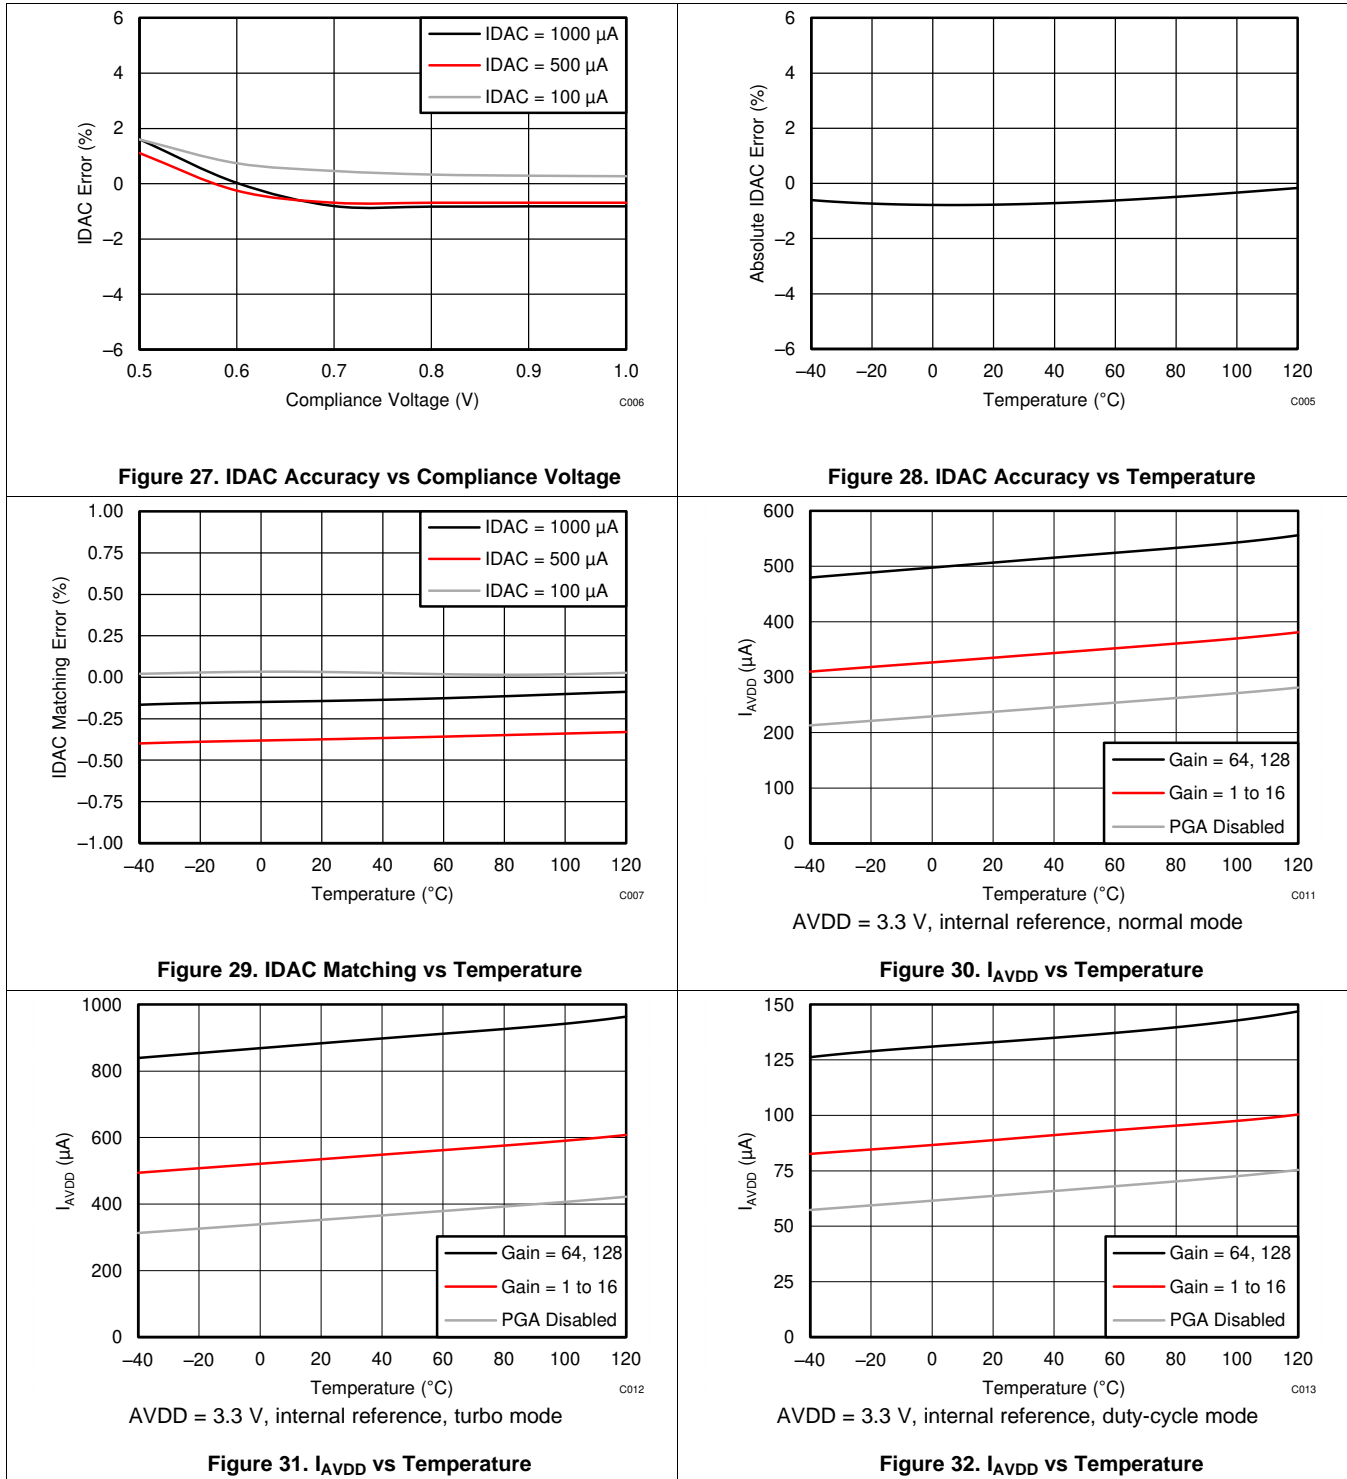 6
4
2
0
–2
–4
–6
IDAC Error (%)
IDAC = 1000 µA
IDAC = 500 µA
IDAC = 100 µA
0.5 0.6 0.7 0.8 0.9 1.0
Compliance Voltage (V)
C006
Figure 27. IDAC Accuracy vs Compliance Voltage
6
4
2
0
–2
–4
–6
Absolute IDAC Error (%)
–40 –20 0 20 40 60 80 100 120
Temperature (°C)
C005
Figure 28. IDAC Accuracy vs Temperature
1.00
0.75
0.50
0.25
0.00
–0.25
–0.50
–0.75
–1.00
IDAC Matching Error (%)
IDAC = 1000 µA
IDAC = 500 µA
IDAC = 100 µA
–40 –20 0 20 40 60 80 100 120
Temperature (°C)
C007
Figure 29. IDAC Matching vs Temperature
600
500
400
300
200
100
0
IAVDD (µA)
Gain = 64, 128
Gain = 1 to 16
PGA Disabled
–40 –20 0 20 40 60 80 100 120
Temperature (°C)
C011
AVDD = 3.3 V, internal reference, normal mode
Figure 30. IAVDD vs Temperature
1000
800
600
400
200
0
IAVDD (µA)
Gain = 64, 128
Gain = 1 to 16
PGA Disabled
–40 –20 0 20 40 60 80 100 120
Temperature (°C)
C012
AVDD = 3.3 V, internal reference, turbo mode
Figure 31. IAVDD vs Temperature
150
125
100
75
50
25
0
IAVDD (µA)
Gain = 64, 128
Gain = 1 to 16
PGA Disabled
–40 –20 0 20 40 60 80 100 120
Temperature (°C)
C013
AVDD = 3.3 V, internal reference, duty-cycle mode
Figure 32. IAVDD vs Temperature